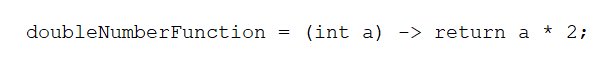 doubleNumberFunction = (int a) -> return a * 2;